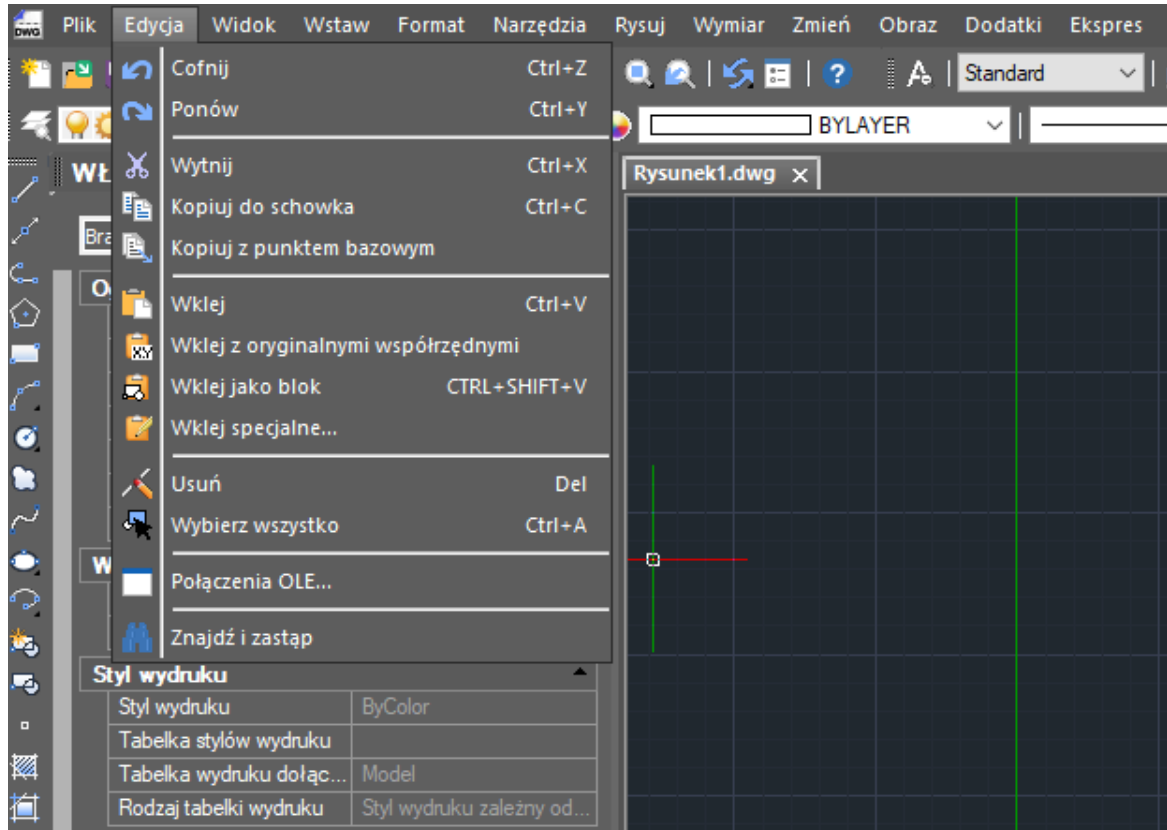 DWG Plik Edycja Widok Wstaw Format Narzędzia Rysuj Wymiar Zmień Obraz Dodatki Ekspres
Standard
BYLAYER
Cofnij Ctrl+Z
Ponów Ctrl+Y
Wytnij Ctrl+X
Kopiuj do schowka Ctrl+C
Kopiuj z punktem bazowym
Wklej Ctrl+V
Wklej z oryginalnymi współrzędnymi
Wklej jako blok CTRL+SHIFT+V
Wklej specjalne...
Usuń Del
Wybierz wszystko Ctrl+A
Połączenia OLE...
Znajdź i zastąp
Rysunek1.dwg
Styl wydruku
Styl wydruku ByColor
Tabelka stylów wydruku
Tabelka wydruku dołąc... Model
Rodzaj tabelki wydruku Styl wydruku zależny od...